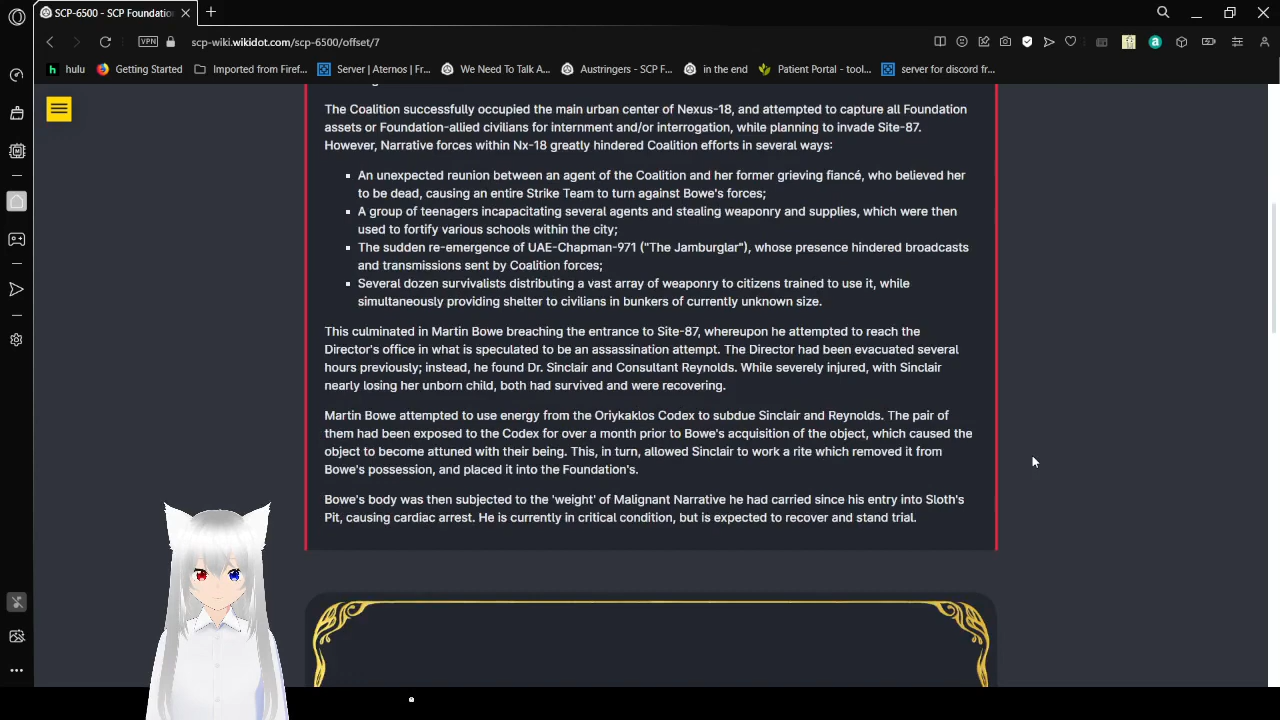 SCP-6500 - SCP Foundatio
scp-wiki.wikidot.com/scp-6500/offset/7
VPN
hulu
Getting Started
Imported from Firef...
Server | Aternos | Fr...
We Need To Talk A...
Austringers - SCP F...
in the end
Patient Portal - tool...
server for discord fr...
The Coalition successfully occupied the main urban center of Nexus-18, and attempted to capture all Foundation
assets or Foundation-allied civilians for internment and/or interrogation, while planning to invade Site-87.
However, Narrative forces within Nx-18 greatly hindered Coalition efforts in several ways:
An unexpected reunion between an agent of the Coalition and her former grieving fiancé, who believed her
to be dead, causing an entire Strike Team to turn against Bowe's forces;
A group of teenagers incapacitating several agents and stealing weaponry and supplies, which were then
used to fortify various schools within the city;
The sudden re-emergence of UAE-Chapman-971 ("The Jamburglar"), whose presence hindered broadcasts
and transmissions sent by Coalition forces;
Several dozen survivalists distributing a vast array of weaponry to citizens trained to use it, while
simultaneously providing shelter to civilians in bunkers of currently unknown size.
This culminated in Martin Bowe breaching the entrance to Site-87, whereupon he attempted to reach the
Director's office in what is speculated to be an assassination attempt. The Director had been evacuated several
hours previously; instead, he found Dr. Sinclair and Consultant Reynolds. While severely injured, with Sinclair
nearly losing her unborn child, both had survived and were recovering.
Martin Bowe attempted to use energy from the Oriykaklos Codex to subdue Sinclair and Reynolds. The pair of
them had been exposed to the Codex for over a month prior to Bowe's acquisition of the object, which caused the
object to become attuned with their being. This, in turn, allowed Sinclair to work a rite which removed it from
Bowe's possession, and placed it into the Foundation's.
Bowe's body was then subjected to the 'weight' of Malignant Narrative he had carried since his entry into Sloth's
Pit, causing cardiac arrest. He is currently in critical condition, but is expected to recover and stand trial.